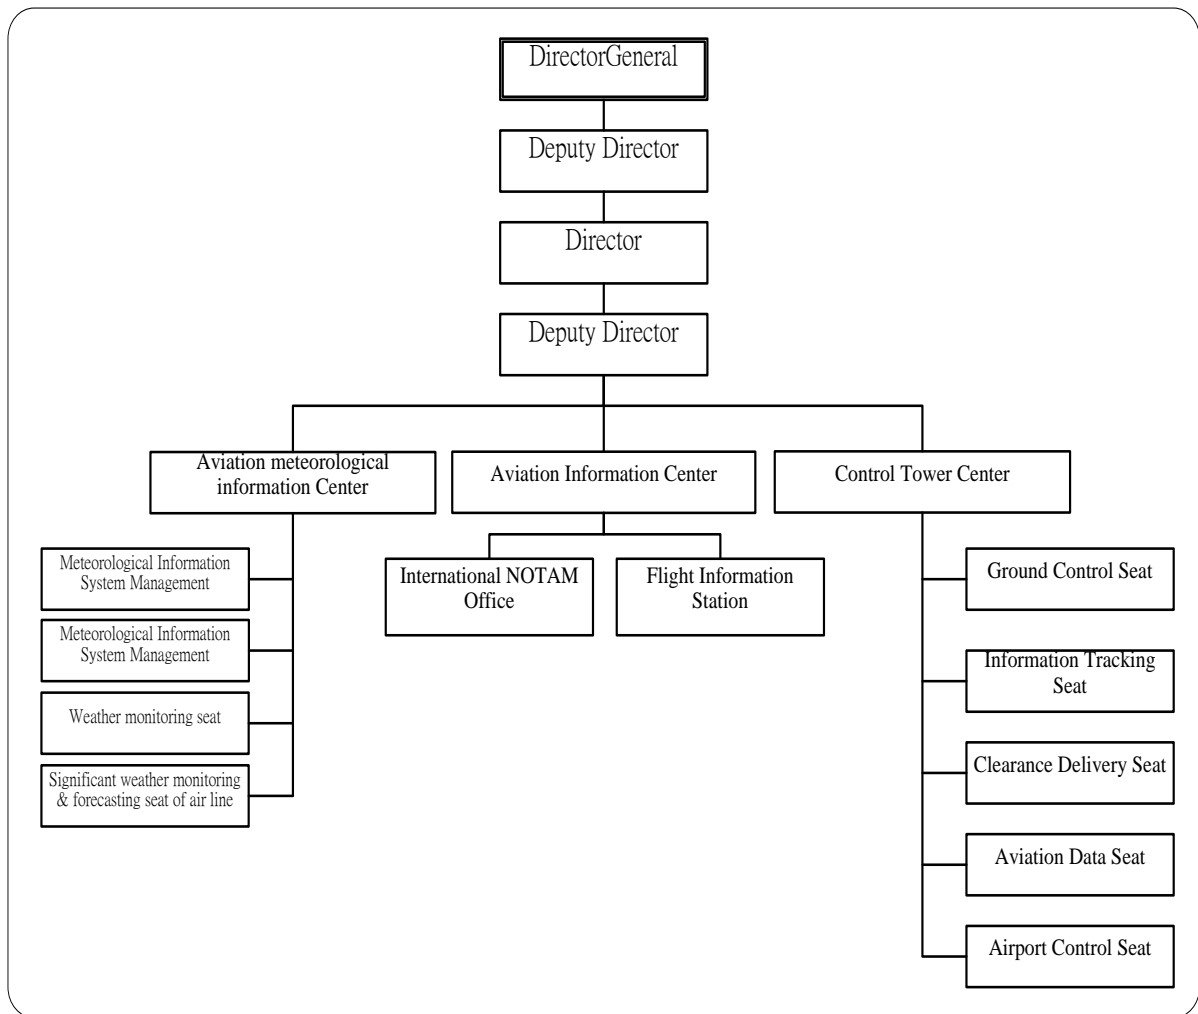 DirectorGeneral
Deputy Director
Director
Deputy Director
Aviation meteorological
information Center
Aviation Information Center
Control Tower Center
Meteorological Information
System Management
Meteorological Information
System Management
Weather monitoring seat
Significant weather monitoring
& forecasting seat of air line
International NOTAM
Office
Flight Information
Station
Ground Control Seat
Information Tracking
Seat
Clearance Delivery Seat
Aviation Data Seat
Airport Control Seat